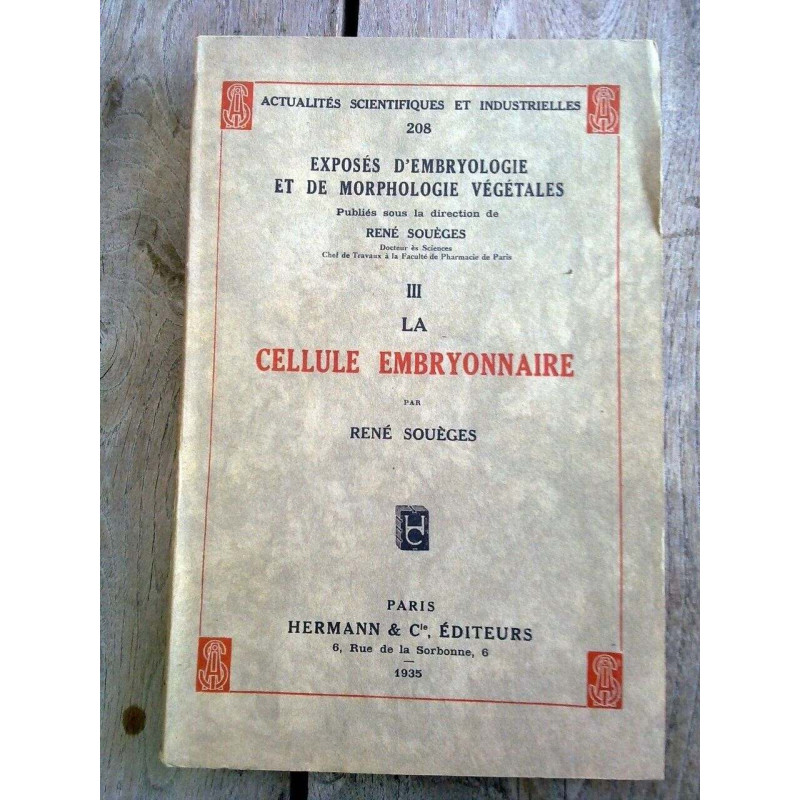 ACTUALITÉS SCIENTIFIQUES ET INDUSTRIELLES
208
EXPOSÉS D'EMBRYOLOGIE
ET DE MORPHOLOGIE VÉGÉTALES
Publiés sous la direction de
RENÉ SOUÈGES
Docteur ès Sciences
Chef de Travaux à la Faculté de Pharmacie de Paris
III
LA
CELLULE EMBRYONNAIRE
PAR
RENÉ SOUÈGES
HC
PARIS
HERMANN & Cie, ÉDITEURS
6, Rue de la Sorbonne, 6
1935